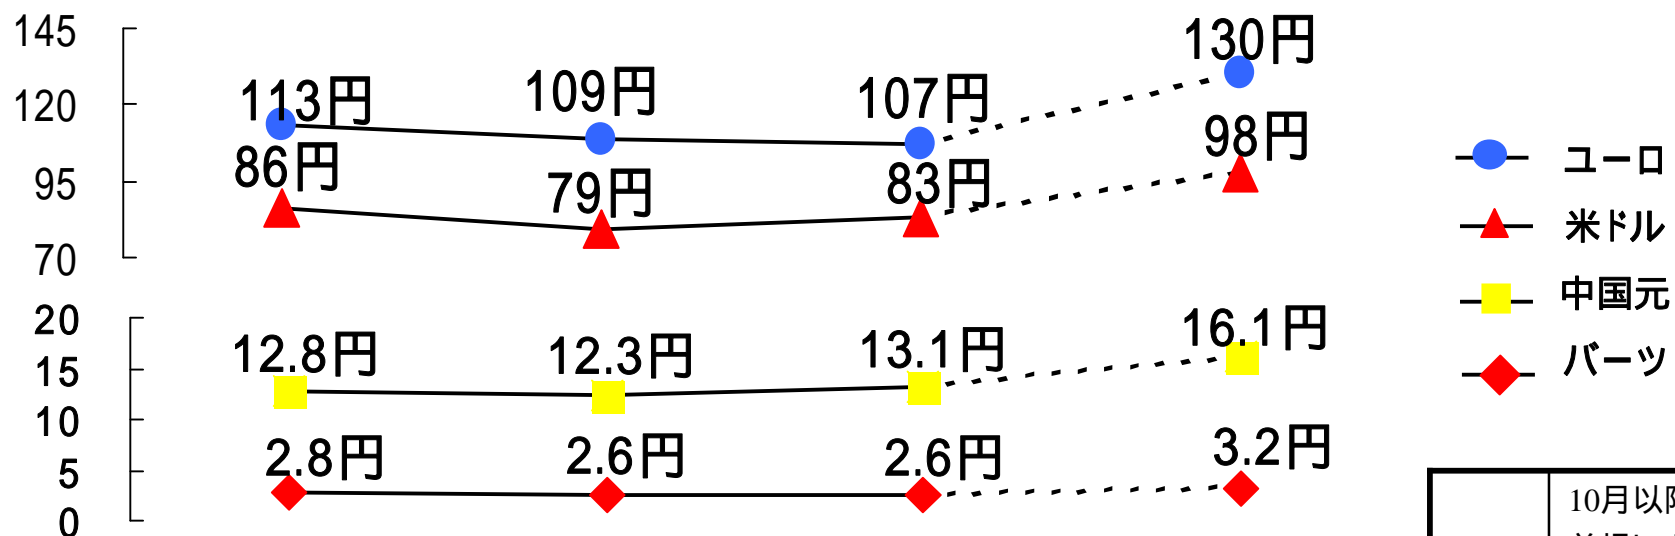 145
120
95
70
113円
109円
107円
130円
86円
79円
83円
98円
20
15
10
5
0
12.8円
12.3円
13.1円
16.1円
2.8円
2.6円
2.6円
3.2円
ユーロ
米ドル
中国元
バーツ
10月以